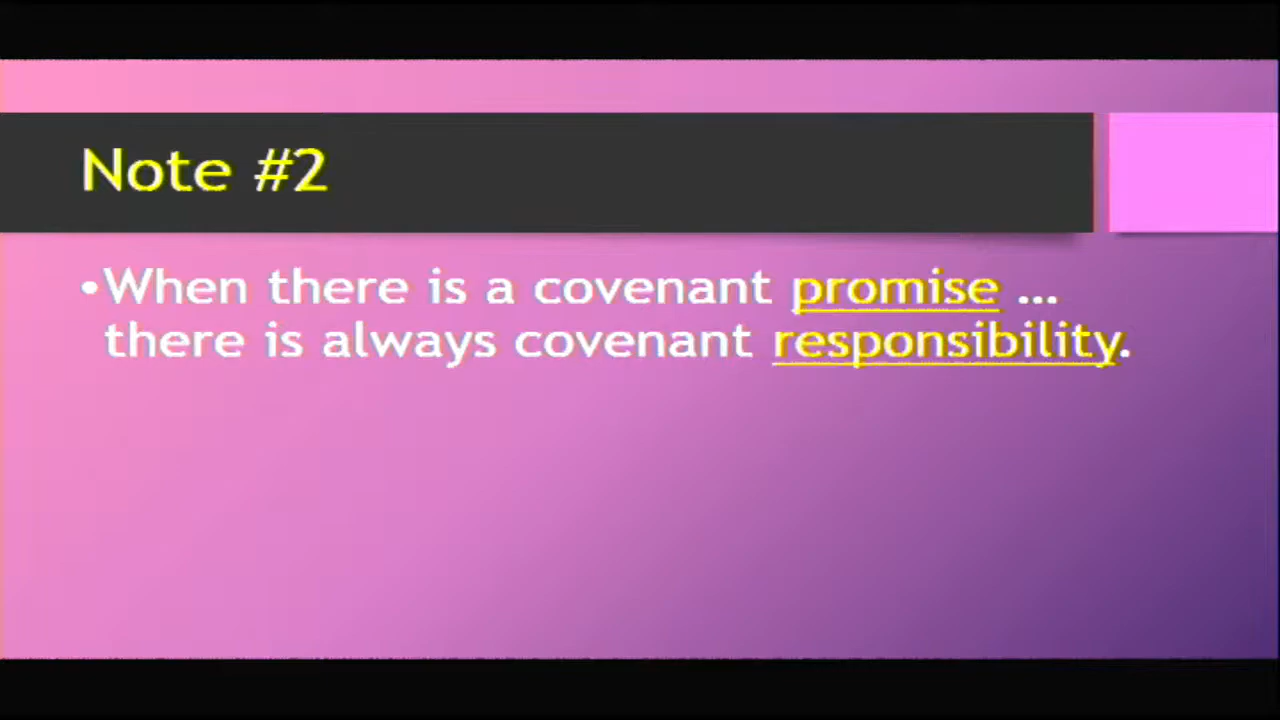 Note #2
•When there is a covenant promise ...
there is always covenant responsibility.